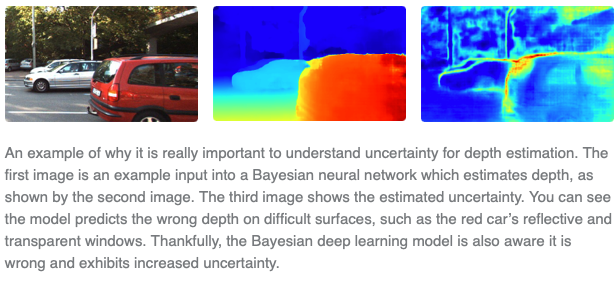 An example of why it is really important to understand uncertainty for depth estimation. The
first image is an example input into a Bayesian neural network which estimates depth, as
shown by the second image. The third image shows the estimated uncertainty. You can see
the model predicts the wrong depth on difficult surfaces, such as the red car's reflective and
transparent windows. Thankfully, the Bayesian deep learning model is also aware it is
wrong and exhibits increased uncertainty.